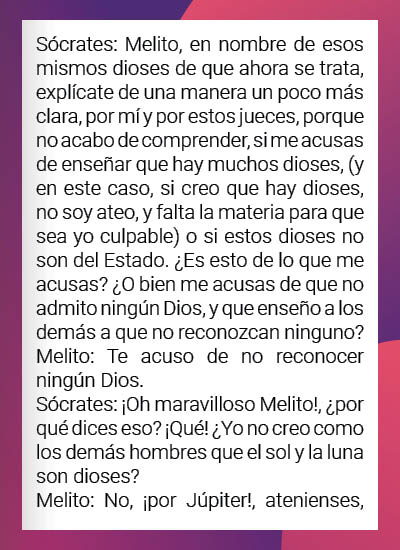 Sócrates: Melito, en nombre de esos
mismos dioses de que ahora se trata,
explícate de una manera un poco más
clara, por mí y por estos jueces, porque
no acabo de comprender, si me acusas
de enseñar que hay muchos dioses, (y
en este caso, si creo que hay dioses,
no soy ateo, y falta la materia para que
sea yo culpable) o si estos dioses no
son del Estado. ¿Es esto de lo que me
acusas? ¿O bien me acusas de que no
admito ningún Dios, y que enseño a los
demás a que no reconozcan ninguno?
Melito: Te acuso de no reconocer
ningún Dios.
Sócrates: ¡Oh maravilloso Melito!, ¿por
qué dices eso? ¡Qué! ¿Yo no creo como
los demás hombres que el sol y la luna
son dioses?
Melito: No, ¡por Júpiter!, atenienses,